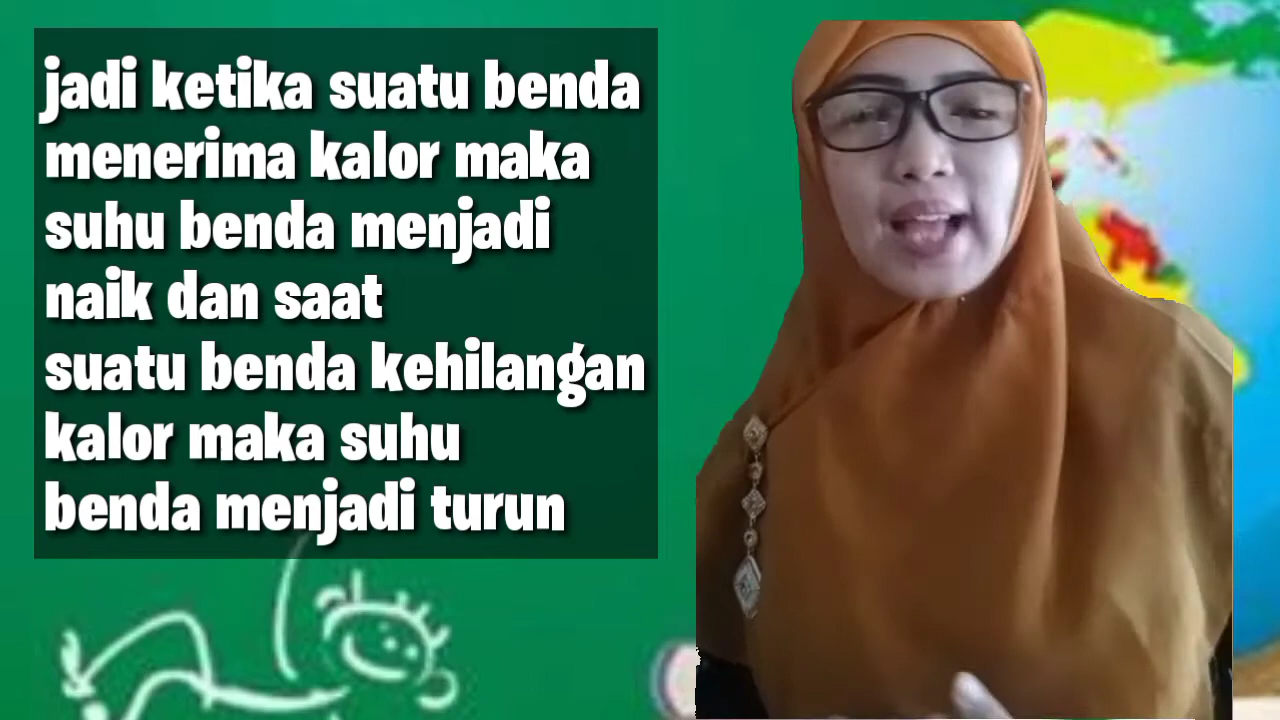 jadi ketika suatu benda
menerima kalor maka
suhu benda menjadi
naik dan saat
suatu benda kehilangan
kalor maka suhu
benda menjadi turun